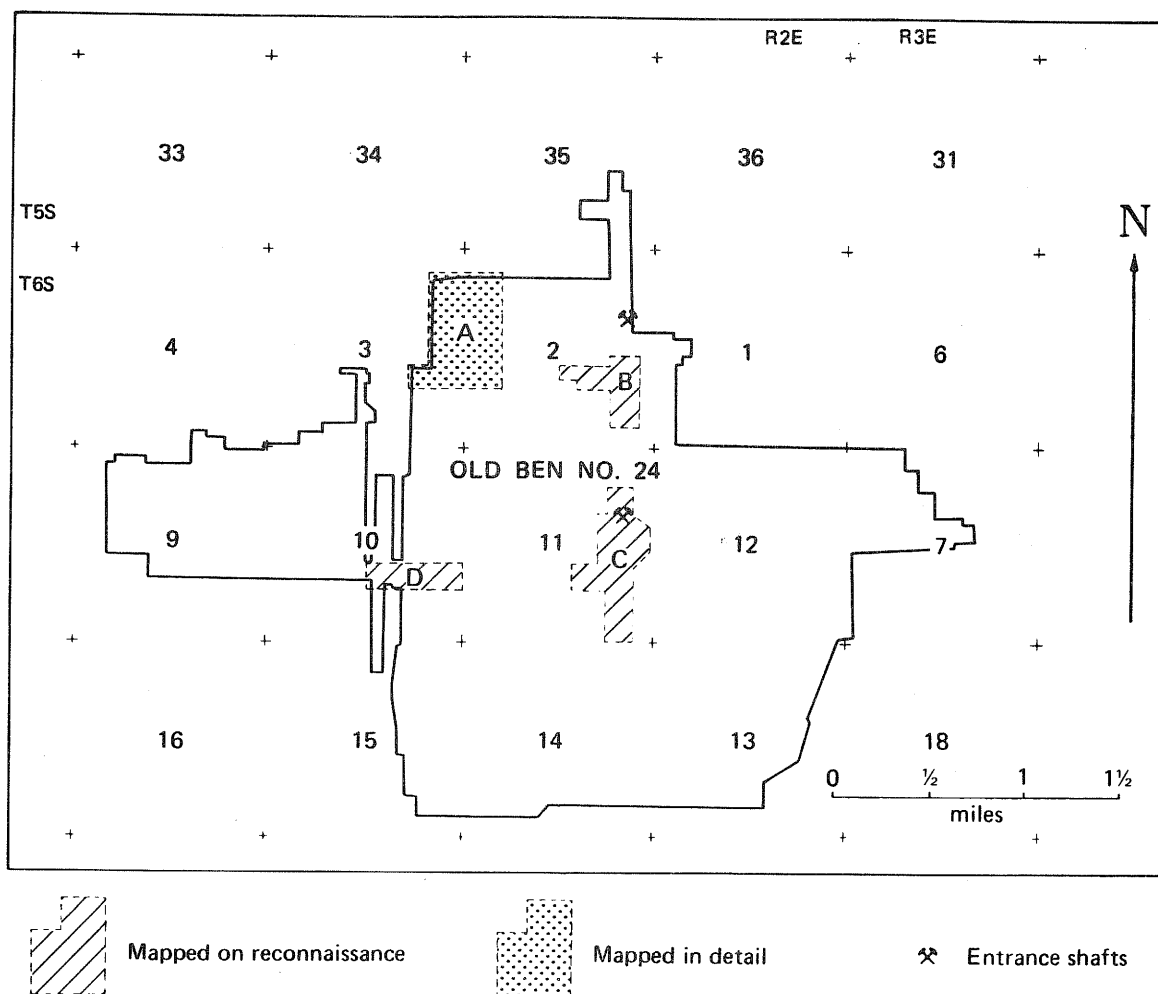 R2E R3E
33 34 35 36 31
T5S
N
T6S
A
4 3 2 1 6
B
OLD BEN NO. 24
9 10 11 12 7
C
D
16 15 14 13 18
0 ½ 1 1½
miles
Mapped on reconnaissance Mapped in detail Entrance shafts